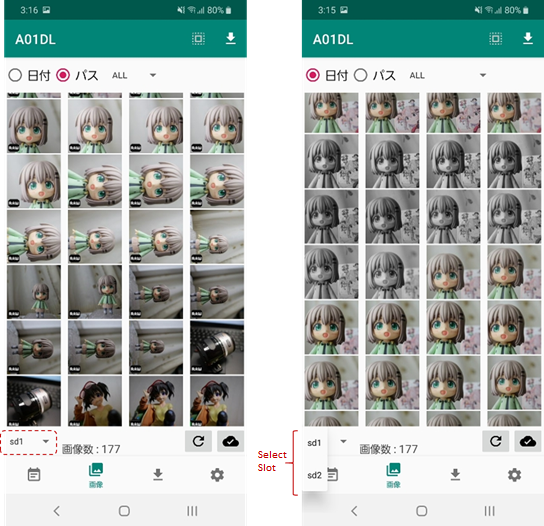 3:16
80%
A01DL
日付 パス ALL
sd1
画像数 : 177
画像
Select
Slot
3:15
80%
A01DL
日付 パス ALL
sd1
sd2
画像数 : 177
画像